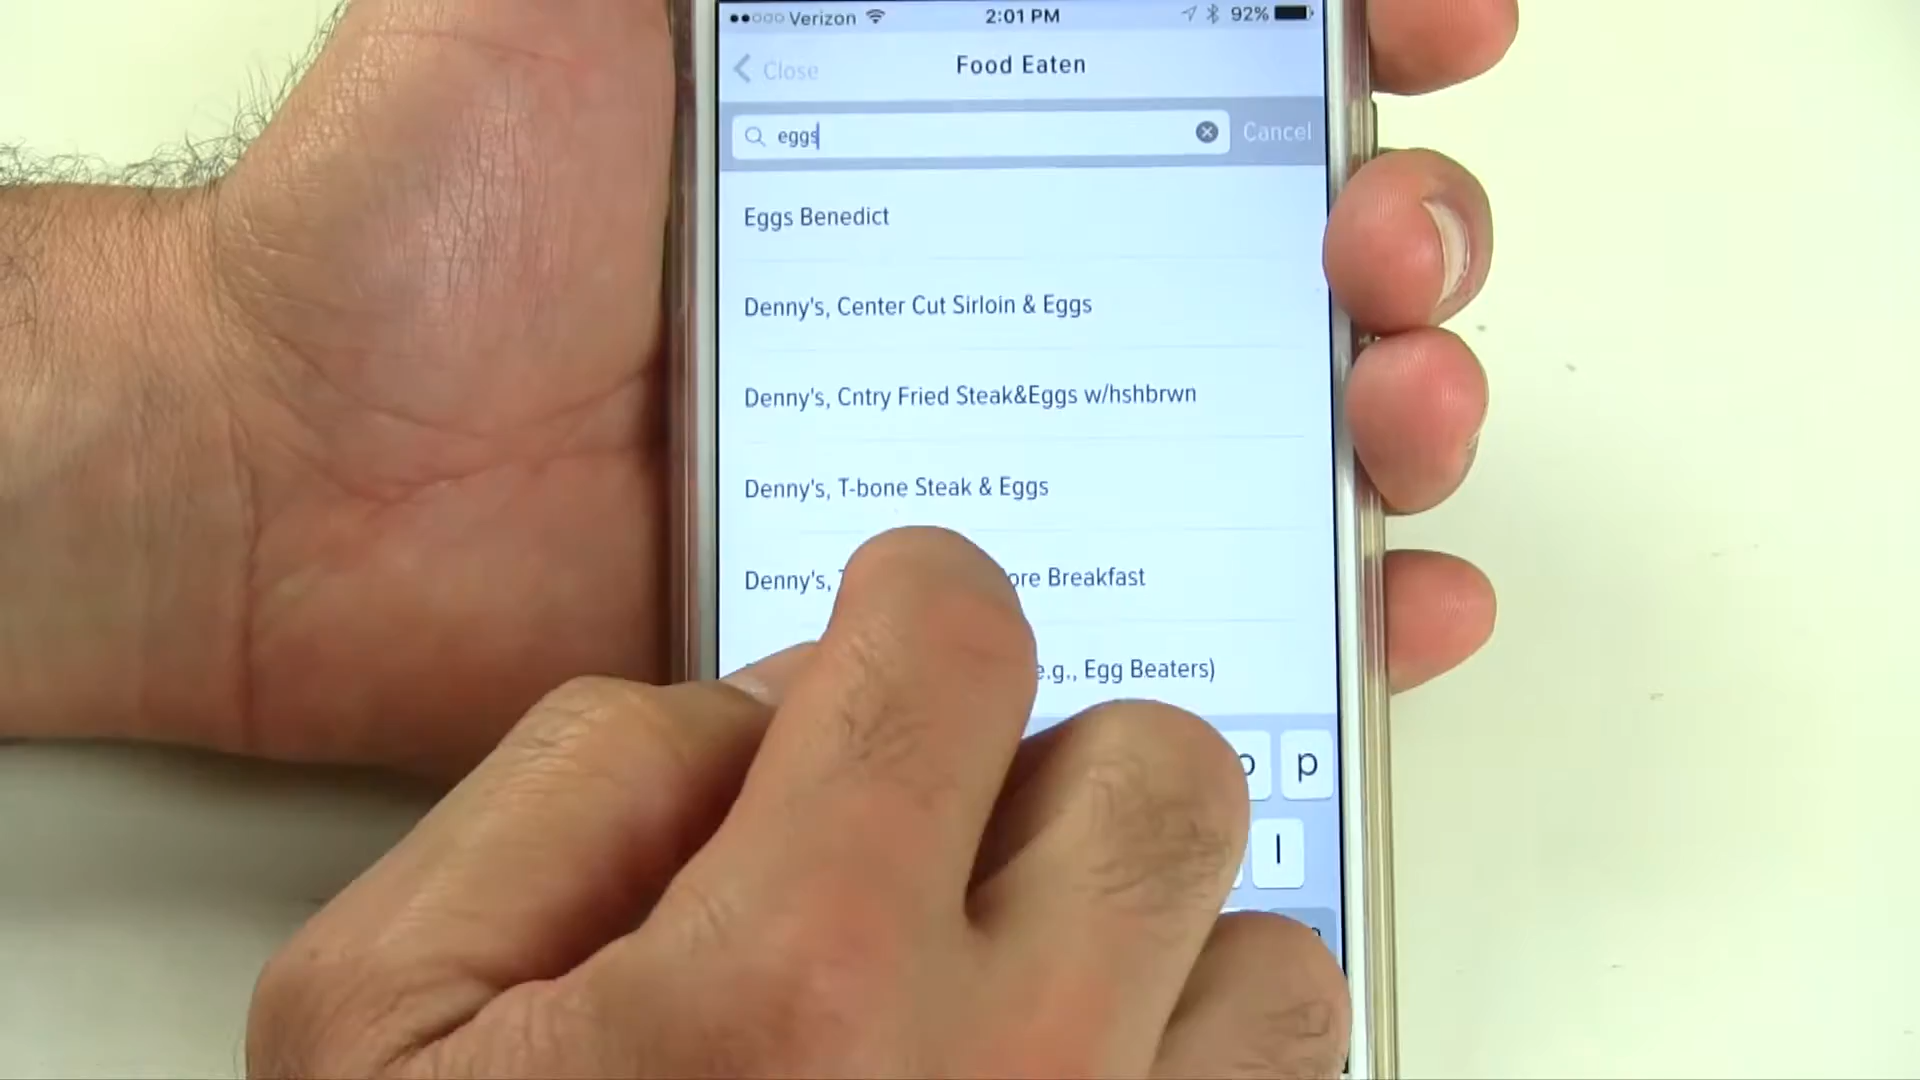 Verizon 2:01 PM 92%
Close Food Eaten
eggs Cancel
Eggs Benedict
Denny's, Center Cut Sirloin & Eggs
Denny's, Cntry Fried Steak&Eggs w/hshbrwn
Denny's, T-bone Steak & Eggs
Denny's, Breakfast
e.g., Egg Beaters)
p
l